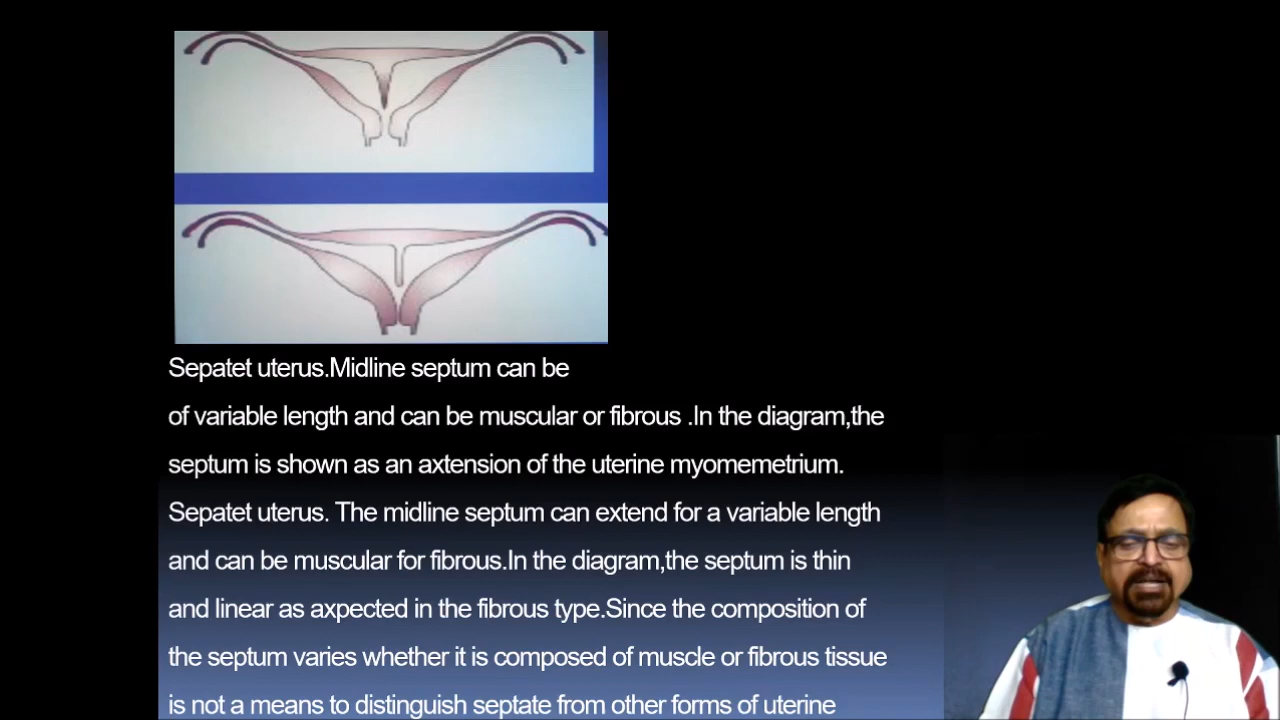 Sepatet uterus.Midline septum can be
of variable length and can be muscular or fibrous .In the diagram,the
septum is shown as an axtension of the uterine myomemetrium.
Sepatet uterus. The midline septum can extend for a variable length
and can be muscular for fibrous.In the diagram,the septum is thin
and linear as axpected in the fibrous type.Since the composition of
the septum varies whether it is composed of muscle or fibrous tissue
is not a means to distinguish septate from other forms of uterine